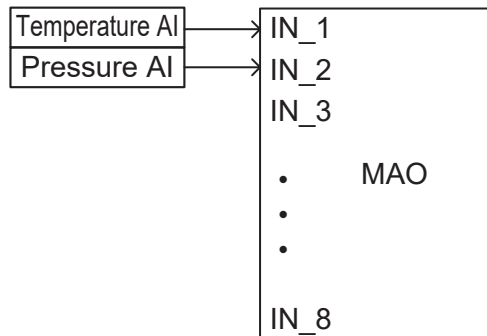 Temperature AI
IN_1
Pressure AI
IN_2
IN_3
MAO
IN_8